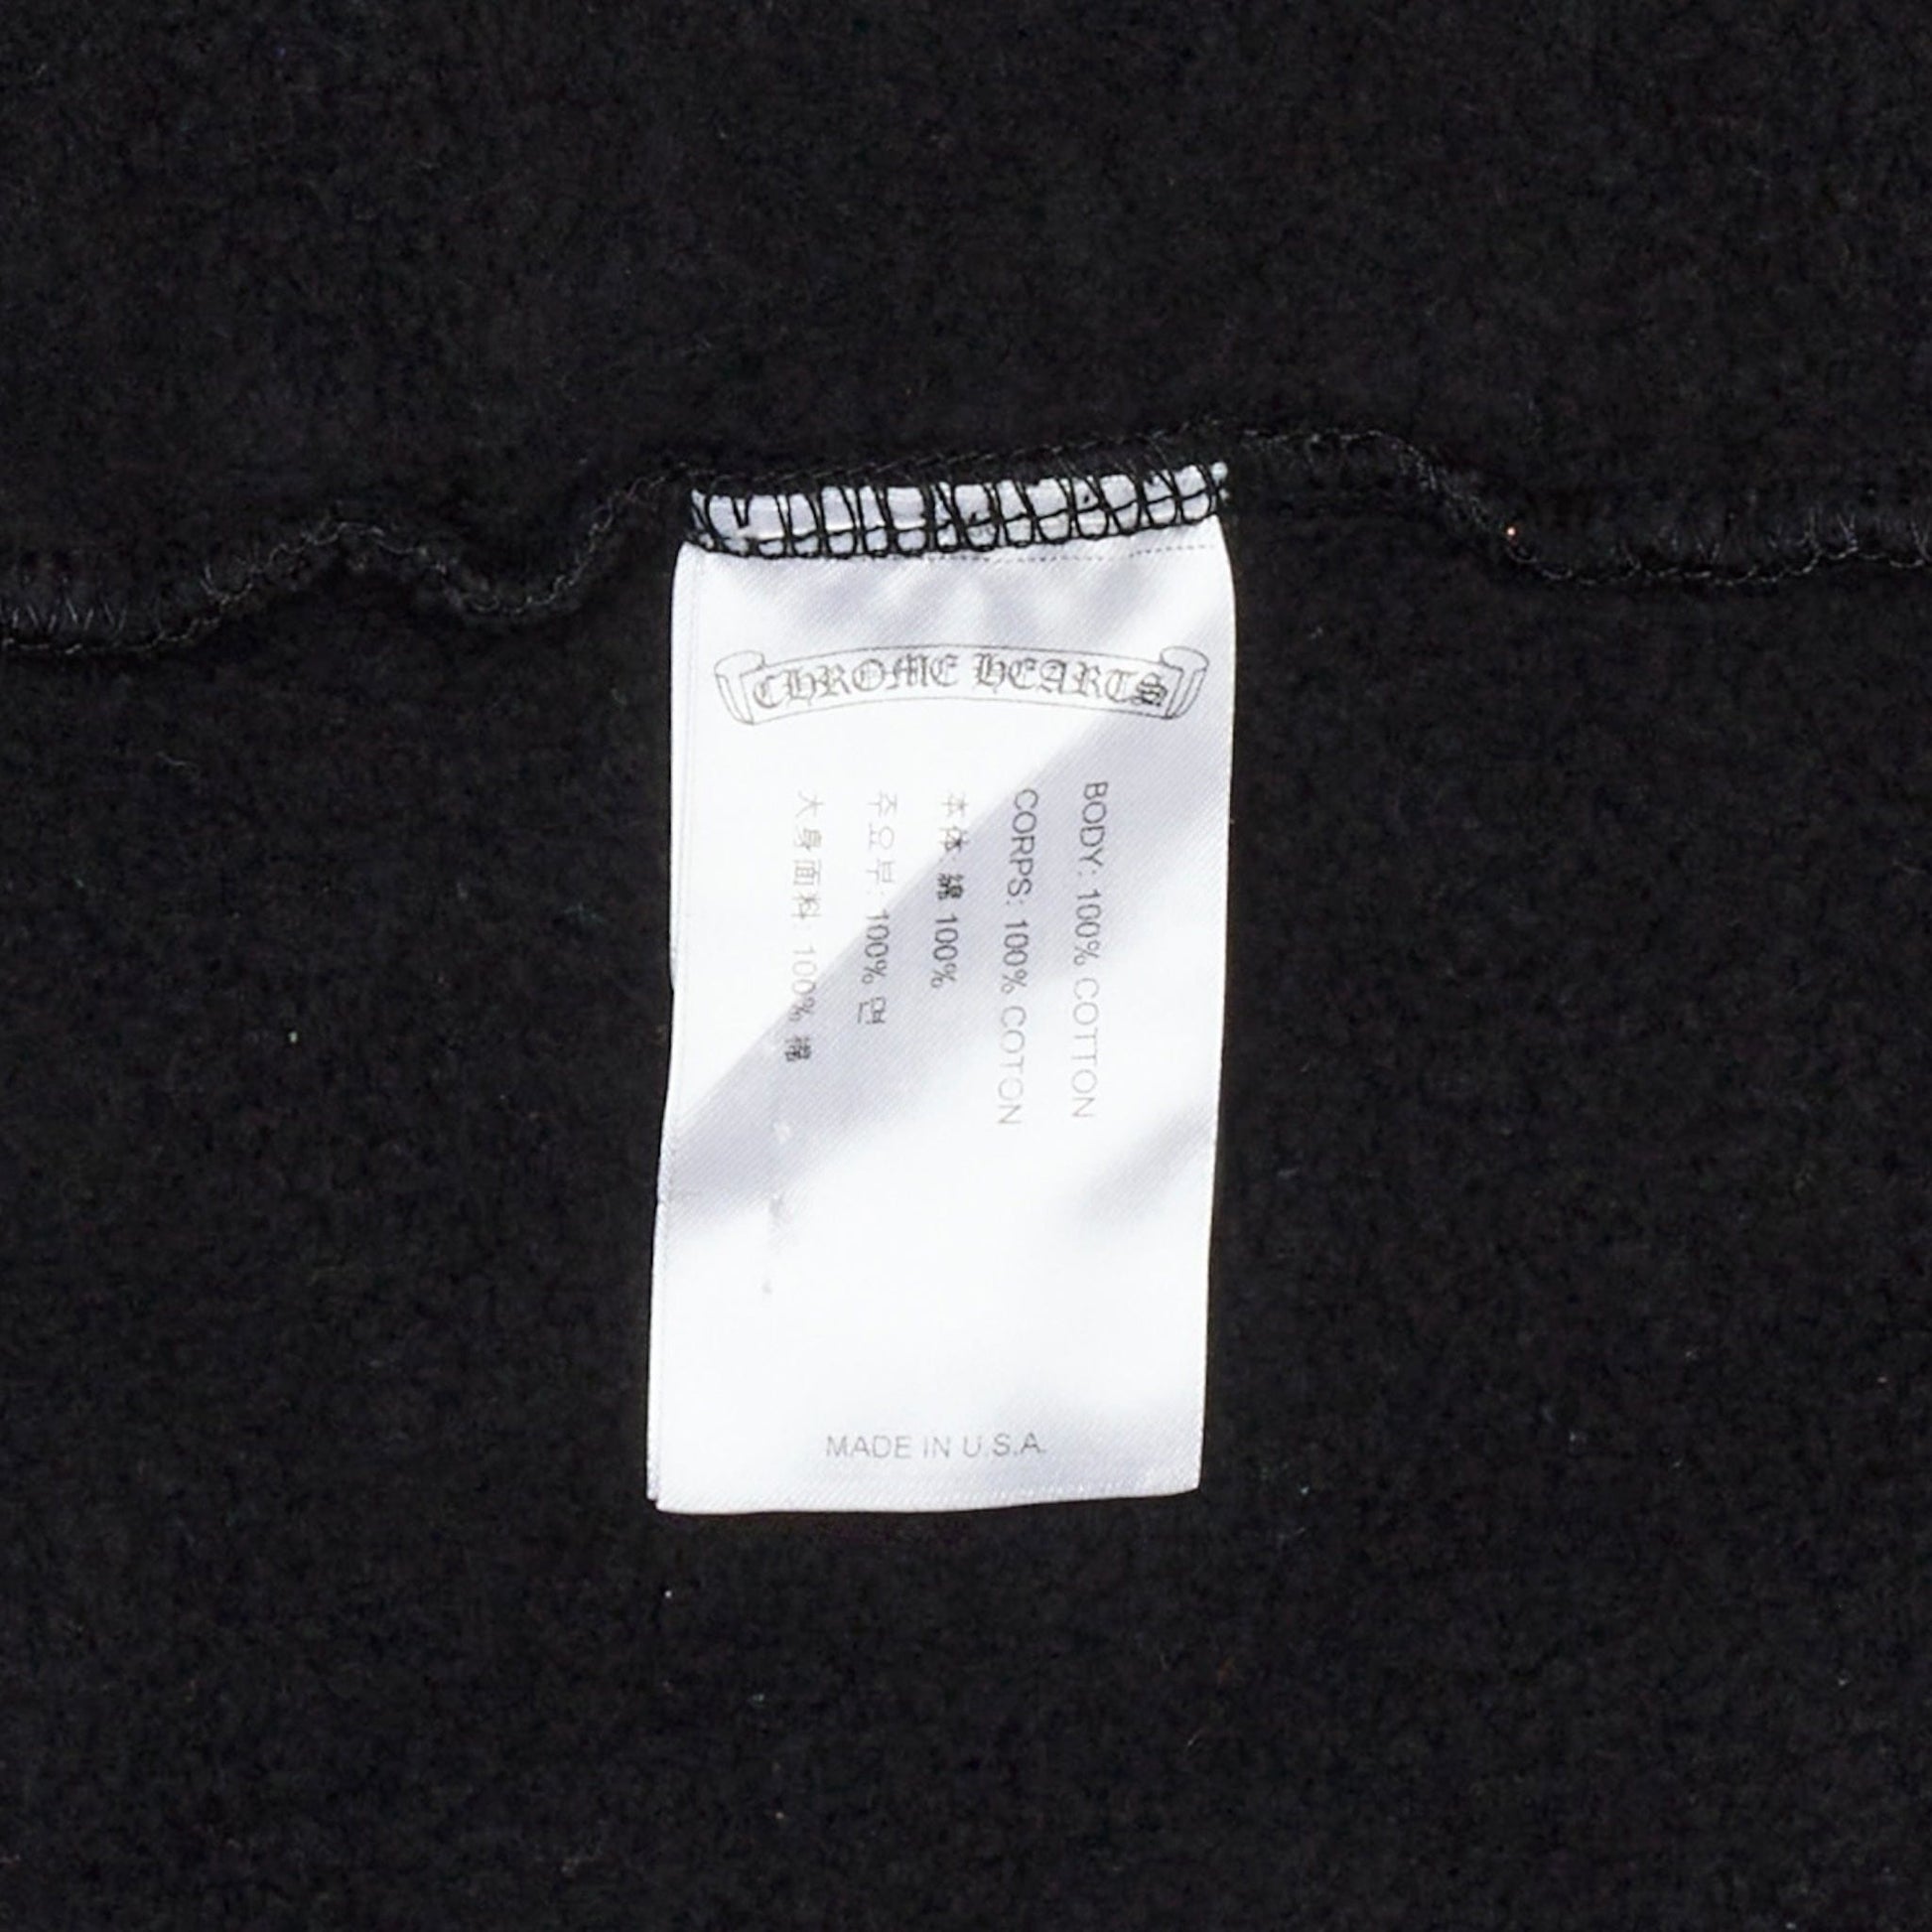 CHROME HEARTS
BODY: 100% COTTON
CORPS: 100% COTON
本体: 綿 100%
주요부: 100% 면
大身面料: 100% 棉
MADE IN U.S.A.